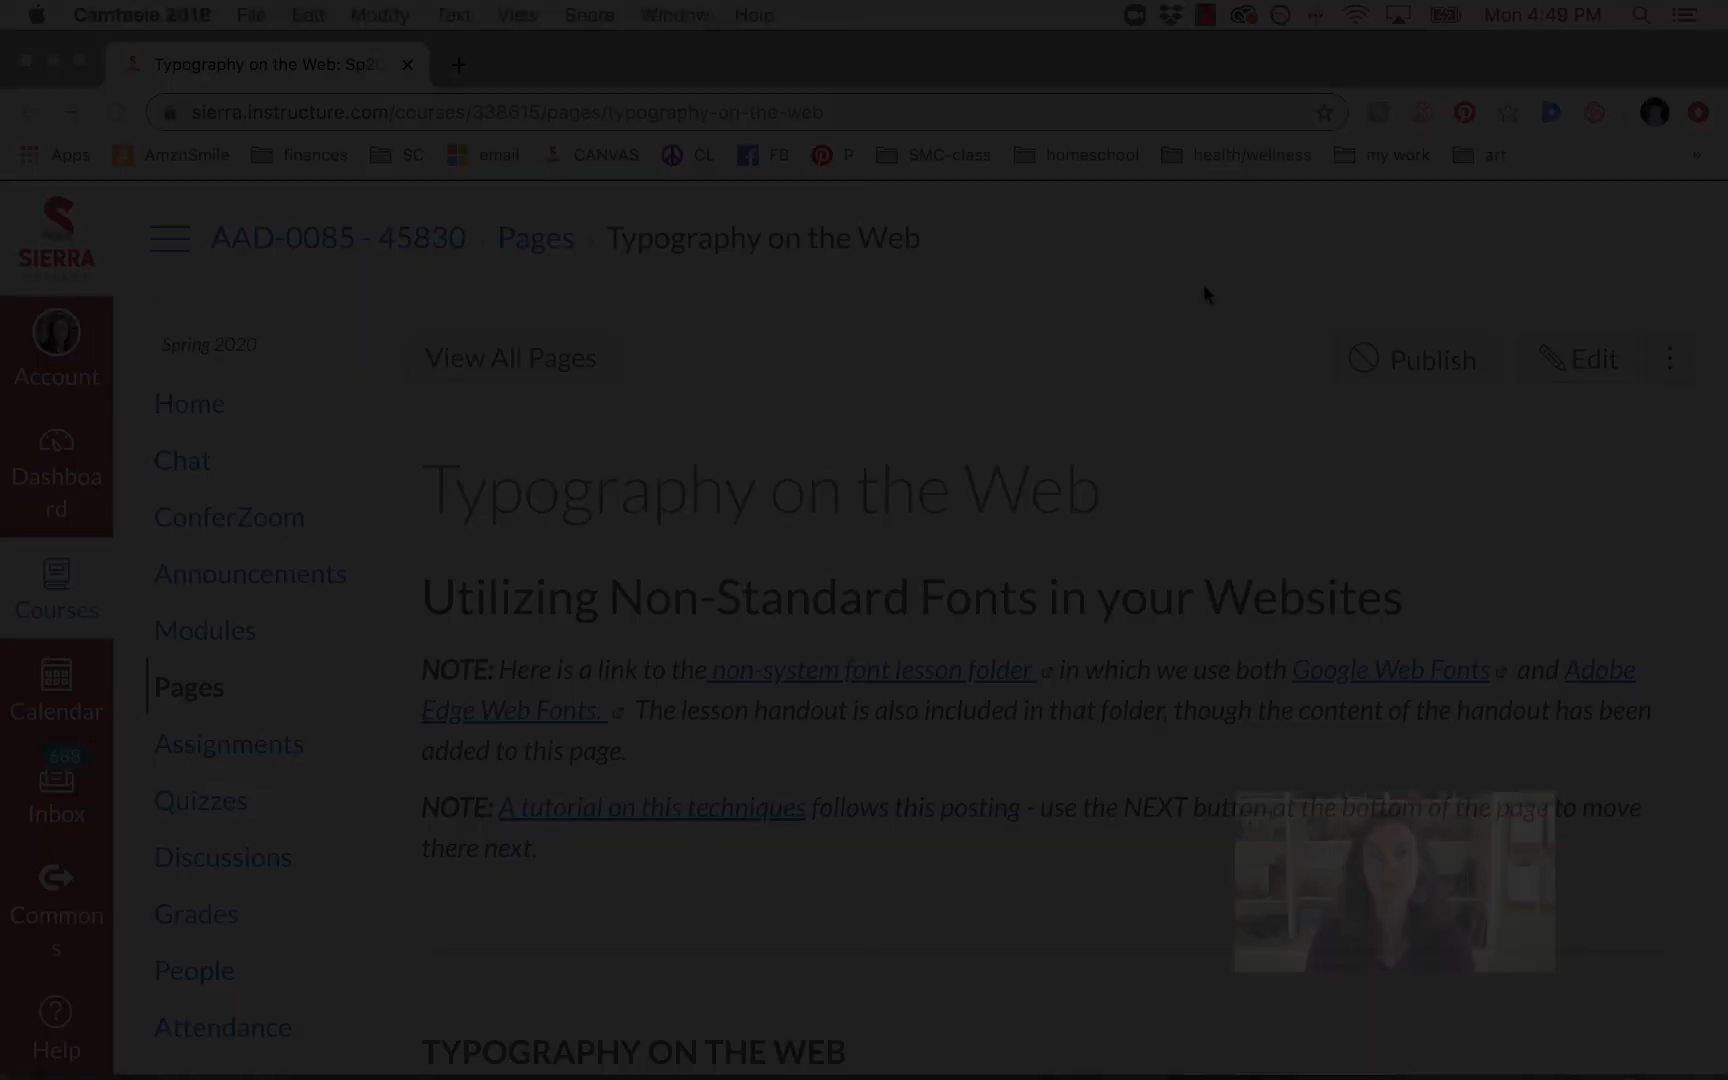 File Edit Modify Text View Share Window Help Mon 4:49 PM
Typography on the Web: Sp20
sierra.instructure.com/courses/338615/pages/typography-on-the-web
Apps AmznSmile finances SC email CANVAS CL FB P SMC-class homeschool health/wellness my work art »
SIERRA
AAD-0085 - 45830 Pages Typography on the Web
Spring 2020
View All Pages
Publish
Edit
Account
Dashboa
rd
Courses
Calendar
688
Inbox
Common
s
Help
Home
Chat
ConferZoom
Announcements
Modules
Pages
Assignments
Quizzes
Discussions
Grades
People
Attendance
Typography on the Web
Utilizing Non-Standard Fonts in your Websites
NOTE: Here is a link to the non-system font lesson folder in which we use both Google Web Fonts and Adobe
Edge Web Fonts. The lesson handout is also included in that folder, though the content of the handout has been
added to this page.
NOTE: A tutorial on this techniques follows this posting - use the NEXT button at the bottom of the page to move
there next.
TYPOGRAPHY ON THE WEB